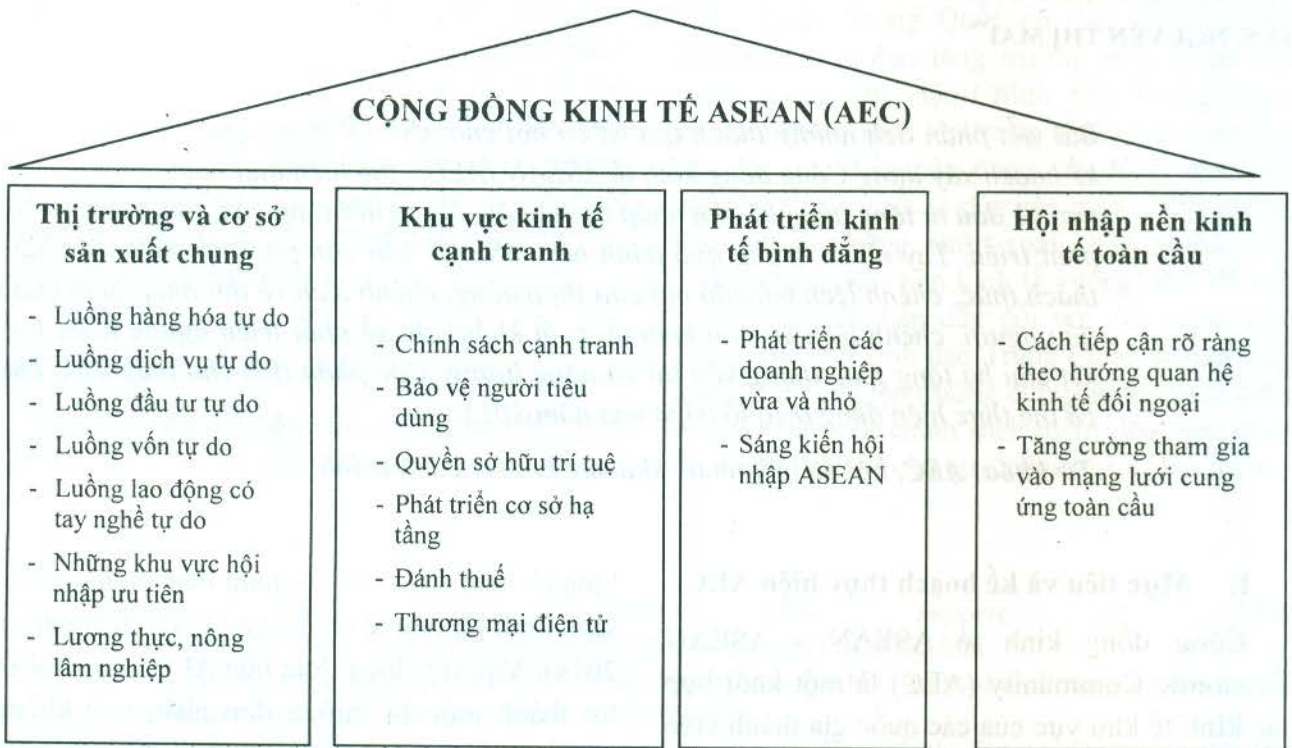 CỘNG ĐỒNG KINH TẾ ASEAN (AEC)
Thị trường và cơ sở
sản xuất chung
- Luồng hàng hóa tự do
- Luồng dịch vụ tự do
- Luồng đầu tư tự do
- Luồng vốn tự do
- Luồng lao động có
tay nghề tự do
- Những khu vực hội
nhập ưu tiên
- Lương thực, nông
lâm nghiệp
Khu vực kinh tế
cạnh tranh
- Chính sách cạnh tranh
- Bảo vệ người tiêu
dùng
- Quyền sở hữu trí tuệ
- Phát triển cơ sở hạ
tầng
- Đánh thuế
- Thương mại điện tử
Phát triển kinh
tế bình đẳng
- Phát triển các
doanh nghiệp
vừa và nhỏ
- Sáng kiến hội
nhập ASEAN
Hội nhập nền kinh
tế toàn cầu
- Cách tiếp cận rõ ràng
theo hướng quan hệ
kinh tế đối ngoại
- Tăng cường tham gia
vào mạng lưới cung
ứng toàn cầu